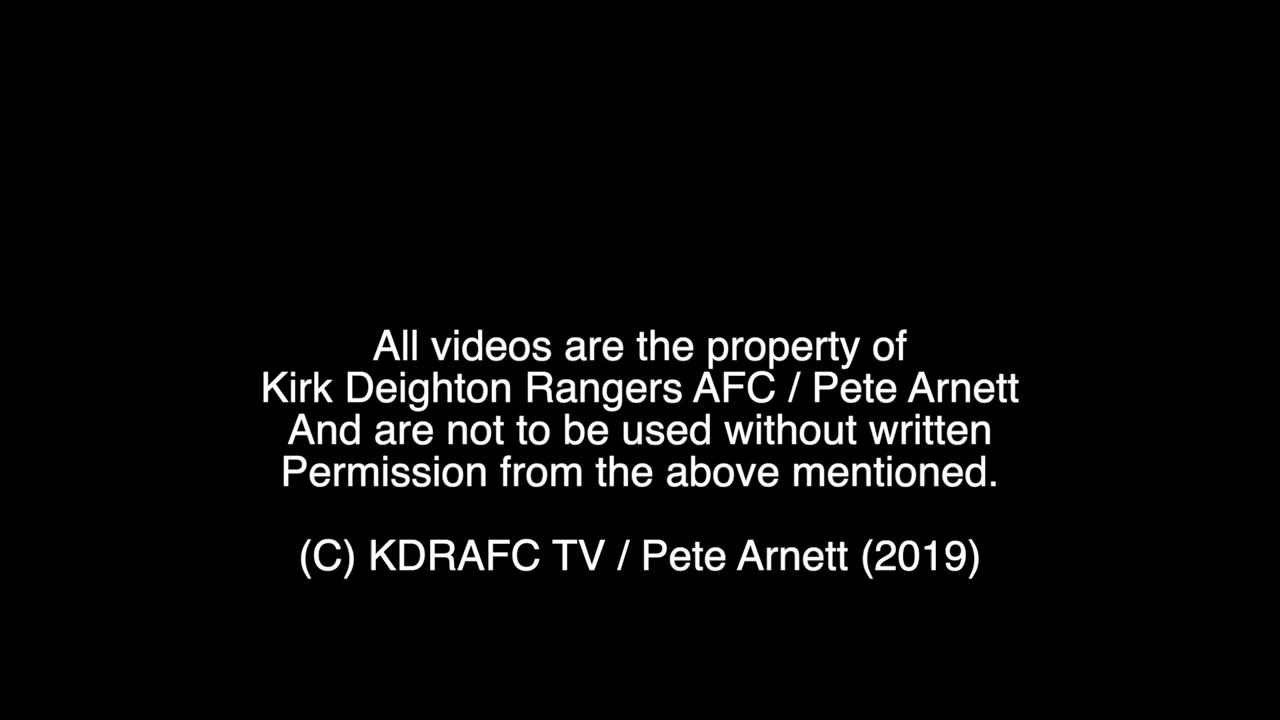 All videos are the property of
Kirk Deighton Rangers AFC / Pete Arnett
And are not to be used without written
Permission from the above mentioned.
(C) KDRAFC TV / Pete Arnett (2019)